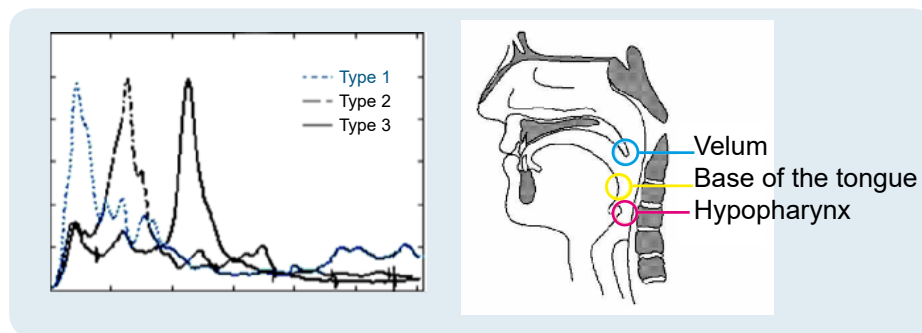 Type 1
Type 2
Type 3
Velum
Base of the tongue
Hypopharynx